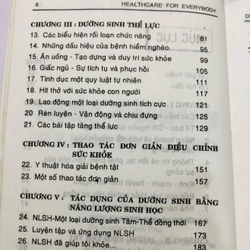 6 HEALTHCARE FOR EVERYBODY
CHƯƠNG III : DƯỠNG SINH THỂ LỰC
13. Các biểu hiện rối loạn chức năng 81
14. Những dấu hiệu của bệnh hiểm nghèo. 95
15. Ăn uống - Tạo dựng và duy trì sức khỏe 99
16. Giấc ngủ - Sự tích tụ và phục hồi 105
17. Tình dục một quy luật tự nhiên 111
18. Hít thở với sức khỏe con người 117
19. Lao động một loại dưỡng sinh tích cực 125
20. Rèn luyện - Vận động và chịu đựng 131
21. Các bài tập tăng thể lực 135
CHƯƠNG IV : THAO TÁC ĐƠN GIẢN ĐIỀU CHỈNH
SỨC KHỎE
22. Y thuật hóa giải bệnh tật 151
23. Một số thao tác đơn giản 157
CHƯƠNG V : TÁC DỤNG CỦA DƯỠNG SINH BẰNG
NĂNG LƯỢNG SINH HỌC
24. NLSH-Một loại dưỡng sinh Tâm-Thể đồng thời 167
25. Luyện tập và ứng dụng NLSH 173
26. NLSH đã giúp tôi khỏe... 183